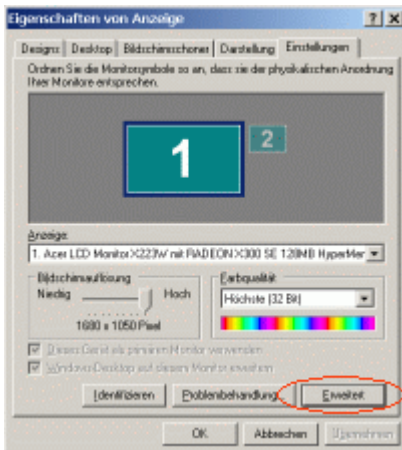 Eigenschaften von Anzeige
Designs Desktop Bildschirmschoner Darstellung Einstellungen
Ordnen Sie die Monitorsymbole so an, dass sie der physikalischen Anordnung
Ihrer Monitore entsprechen.
1 2
Anzeige:
1. Acer LCD Monitor X223W mit RADEON X300 SE 128MB HyperMer
Bildschirmauflösung
Niedrig Hoch
1680 x 1050 Pixel
Farbqualität
Höchste (32 Bit)
Dieses Gerät als primären Monitor verwenden
Windows-Desktop auf diesem Monitor erweitern
Identifizieren Problembehandlung Erweitert
OK Abbrechen Übernehmen